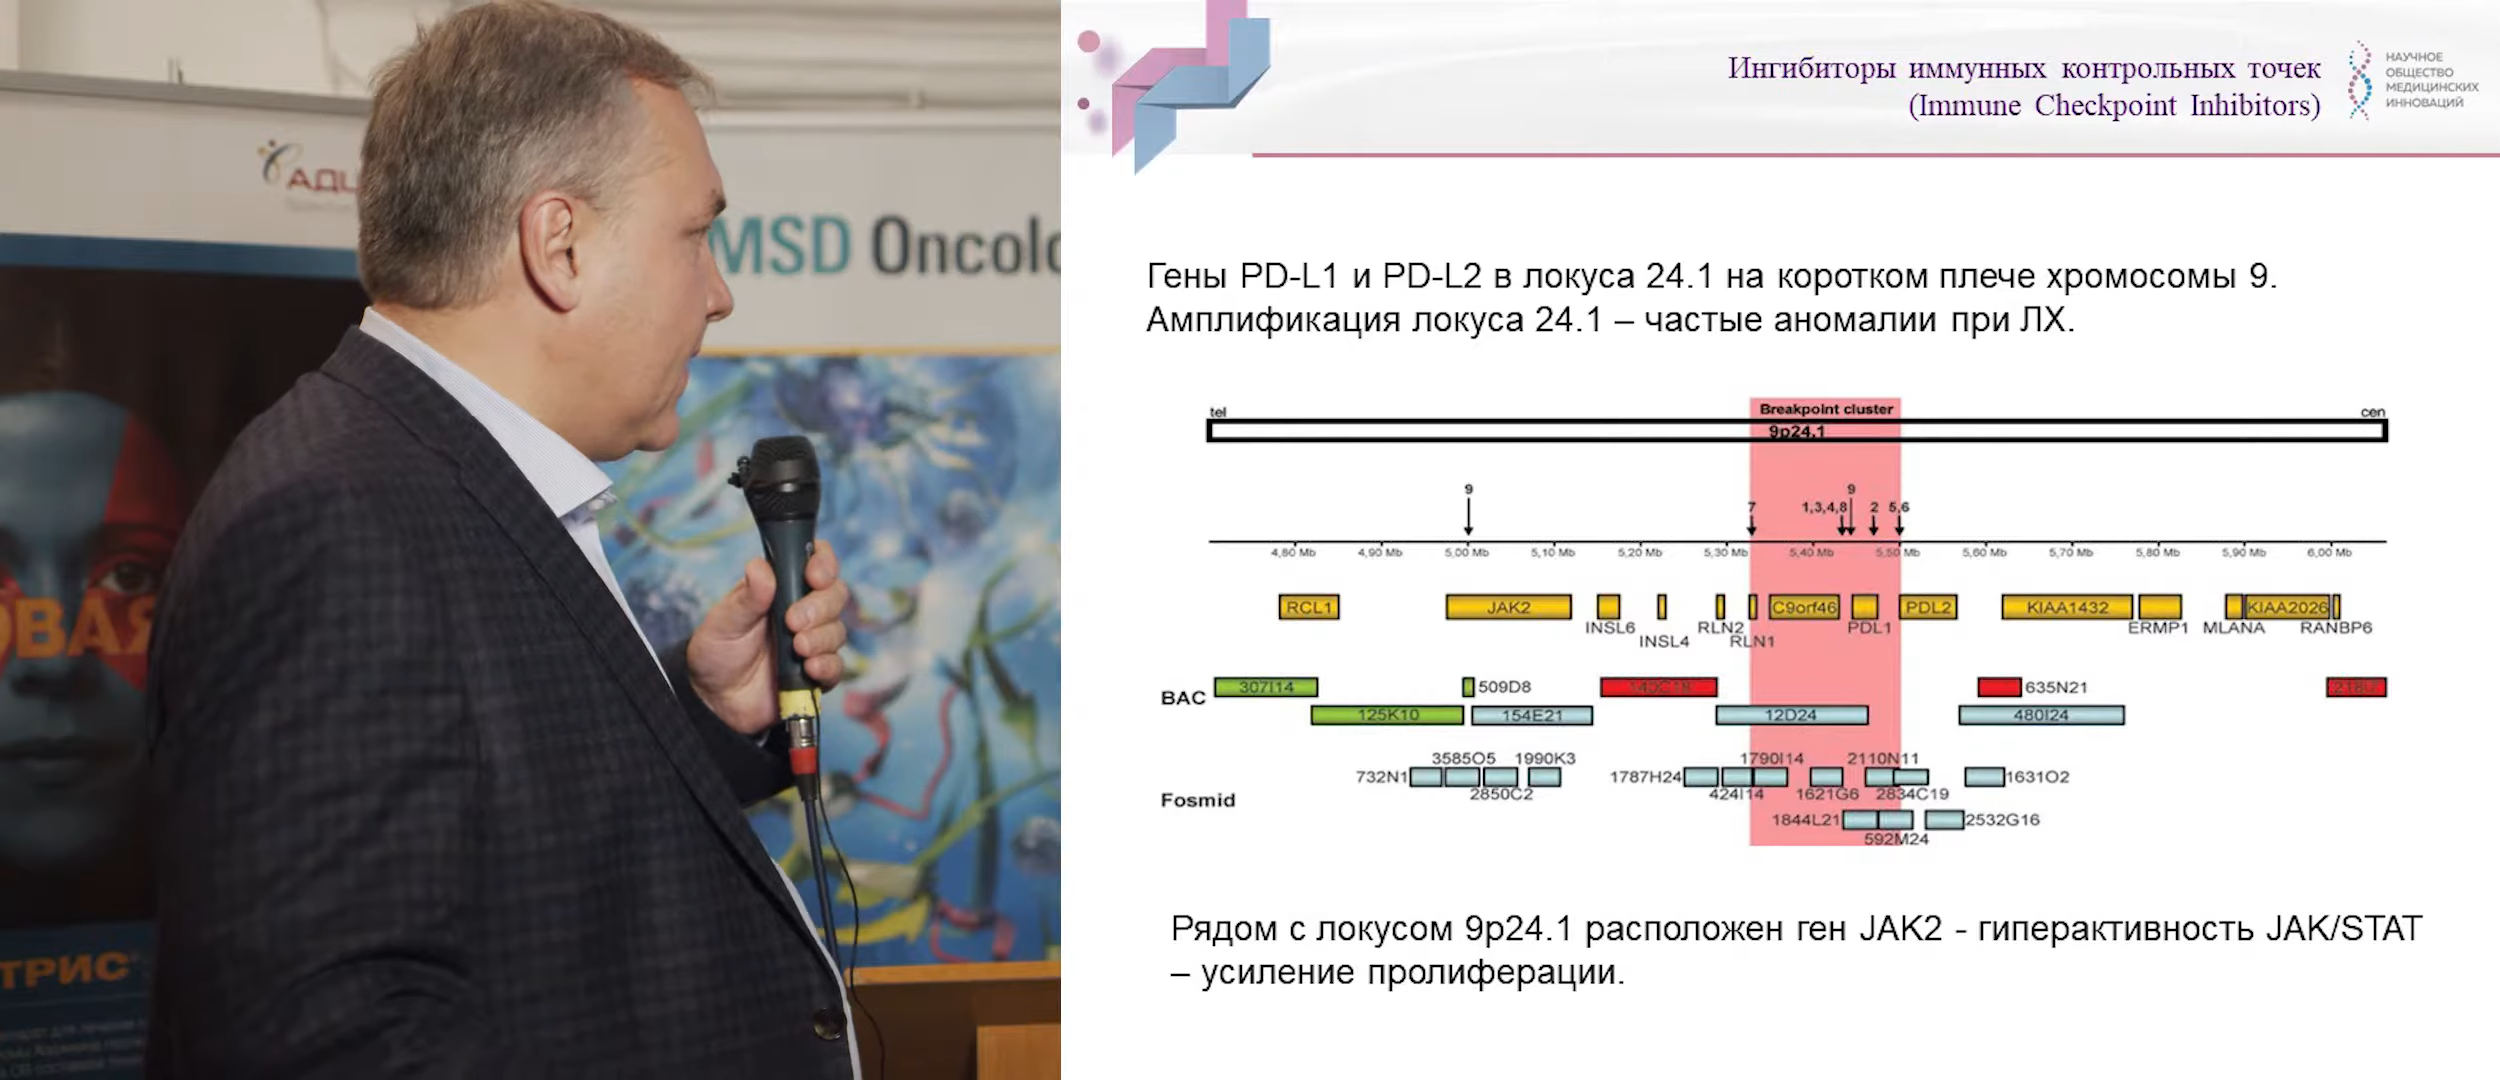 MSD Oncolo
АДЦ
ОВАЯ
ТРИС
Ингибиторы иммунных контрольных точек
(Immune Checkpoint Inhibitors)
НАУЧНОЕ
ОБЩЕСТВО
МЕДИЦИНСКИХ
ИННОВАЦИЙ
Гены PD-L1 и PD-L2 в локуса 24.1 на коротком плече хромосомы 9.
Амплификация локуса 24.1 – частые аномалии при ЛХ.
Breakpoint cluster
tel
cen
9p24.1
9
9
7
1,3,4,8
2
5,6
4,80 Mb 4,90 Mb 5,00 Mb 5,10 Mb 5,20 Mb 5,30 Mb 5,40 Mb 5,50 Mb 5,60 Mb 5,70 Mb 5,80 Mb 5,90 Mb 6,00 Mb
RCL1 JAK2 C9orf46 PDL2 KIAA1432 KIAA2026
INSL6 RLN2 PDL1 ERMP1 MLANA RANBP6
INSL4 RLN1
307I14 509D8 635N21
BAC
125K10 154E21 12D24 480I24
3585O5 1990K3 1790I14 2110N11
732N1 1787H24 1631O2
2850C2 424I14 1621G6 2834C19
Fosmid
1844L21 2532G16
592M24
Рядом с локусом 9p24.1 расположен ген JAK2 - гиперактивность JAK/STAT
– усиление пролиферации.